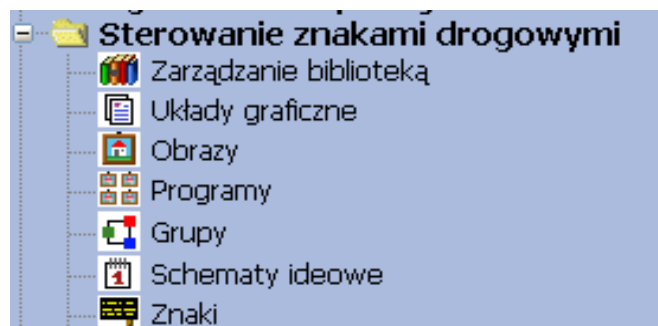 Sterowanie znakami drogowymi
Zarządzanie biblioteką
Układy graficzne
Obrazy
Programy
Grupy
Schematy ideowe
Znaki